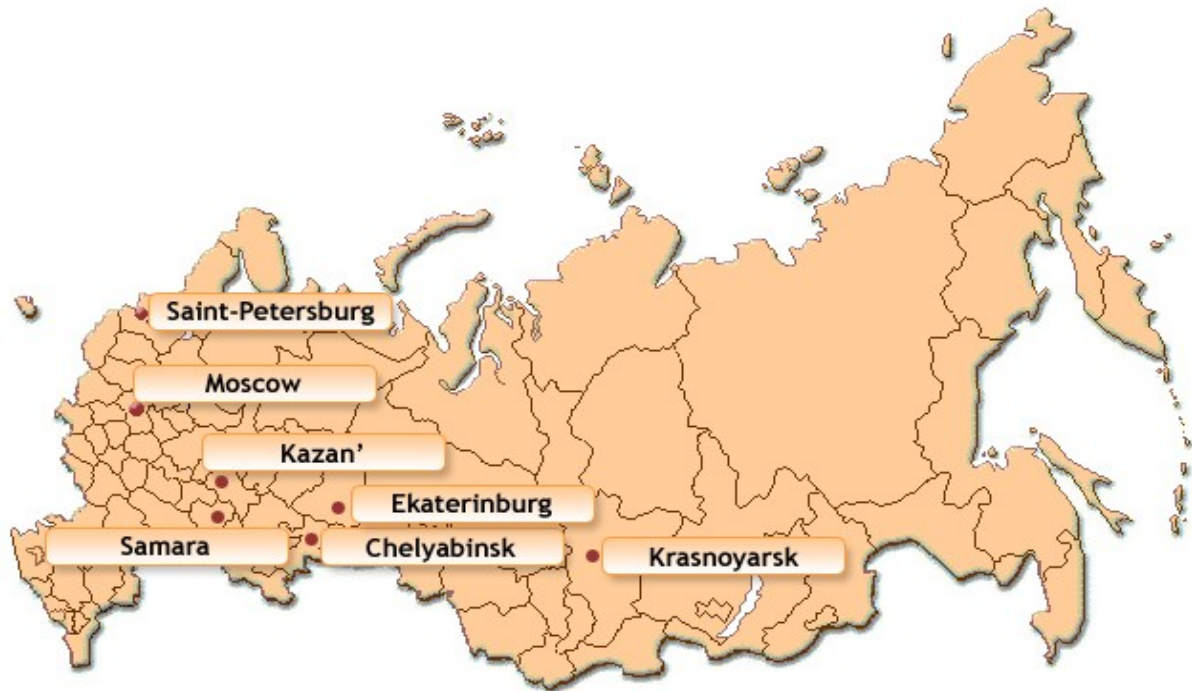 Saint-Petersburg
Moscow
Kazan’
Ekaterinburg
Samara
Chelyabinsk
Krasnoyarsk